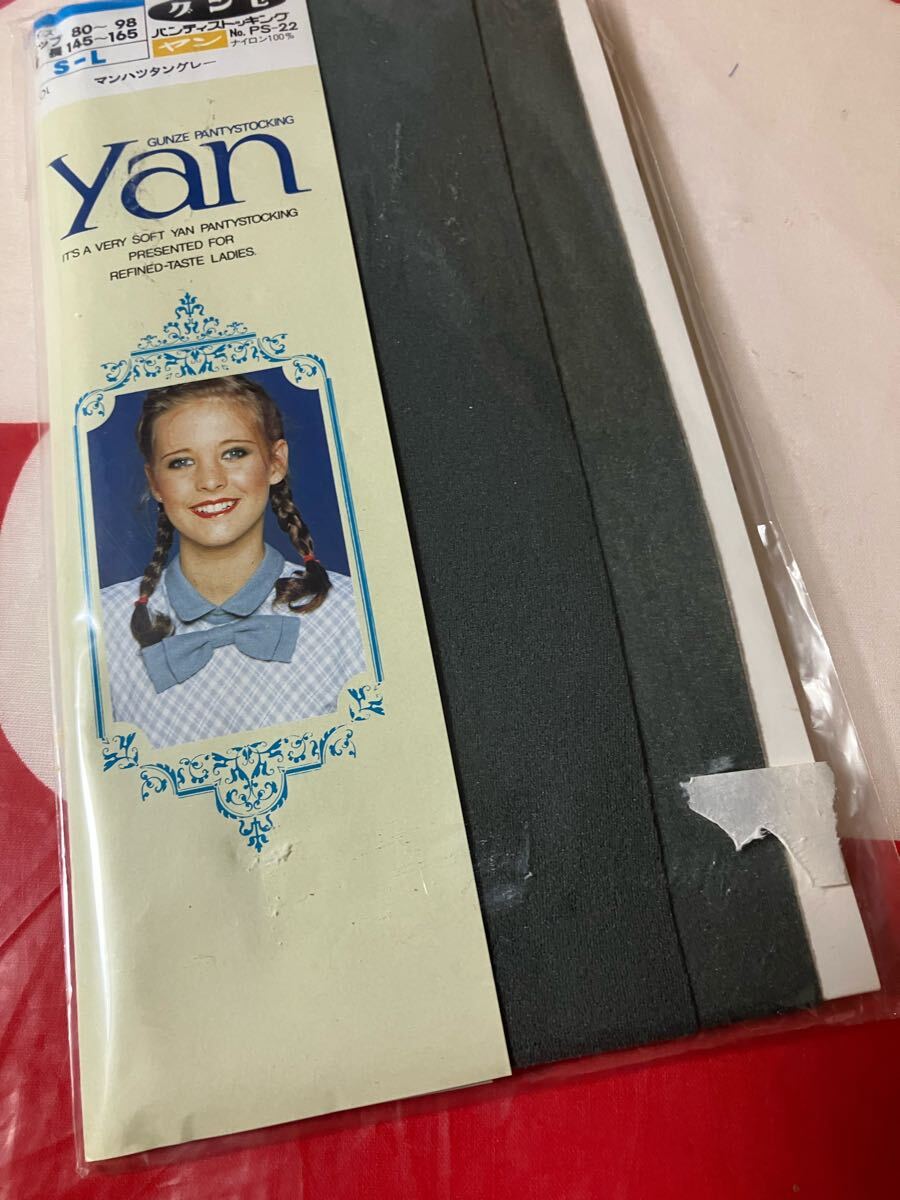 グンゼ
80〜98
145〜165
S-L
パンティストッキング
ヤン No. PS-22
ナイロン100%
マンハツタングレー
GUNZE PANTYSTOCKING
Yan
IT'S A VERY SOFT YAN PANTYSTOCKING
PRESENTED FOR
REFINED-TASTE LADIES.